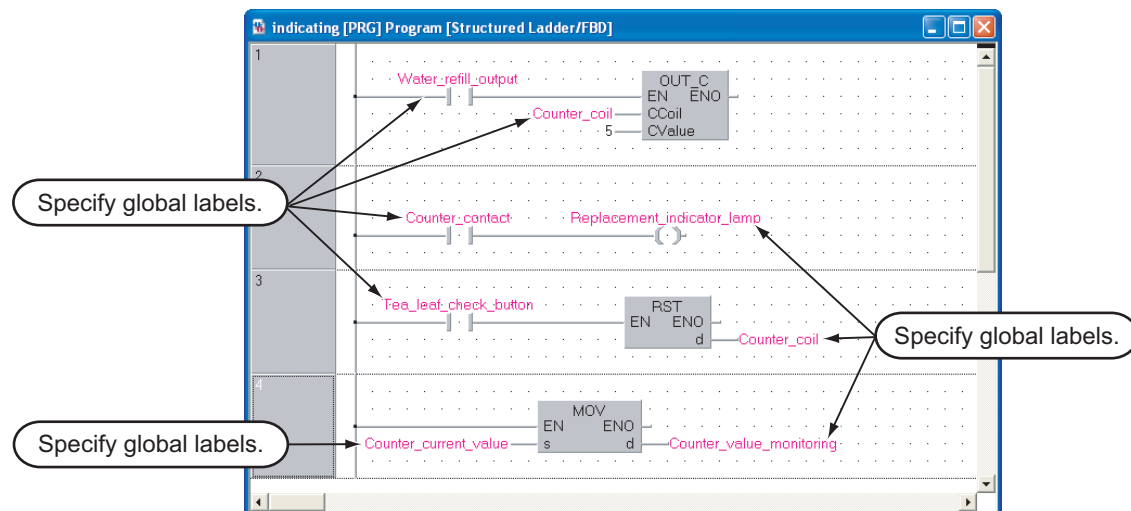 indicating [PRG] Program [Structured Ladder/FBD]
1
Water_refill_output
OUT_C
EN ENO
Counter_coil CCoil
5 CValue
2
Specify global labels.
Counter_contact Replacement_indicator_lamp
3
Tea_leaf_check_button
RST
EN ENO
d Counter_coil
Specify global labels.
4
MOV
EN ENO
Specify global labels.
Counter_current_value s d Counter_value_monitoring